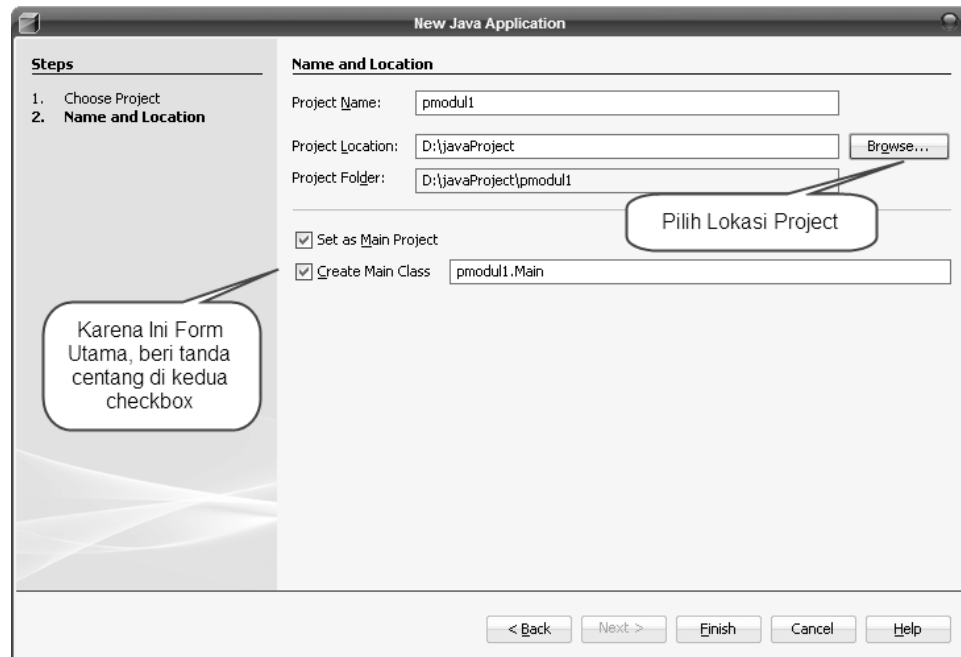 New Java Application
Steps
1. Choose Project
2. Name and Location
Name and Location
Project Name: pmodul1
Project Location: D:\javaProject Browse...
Project Folder: D:\javaProject\pmodul1
Pilih Lokasi Project
Set as Main Project
Create Main Class pmodul1.Main
Karena Ini Form
Utama, beri tanda
centang di kedua
checkbox
< Back Next > Finish Cancel Help